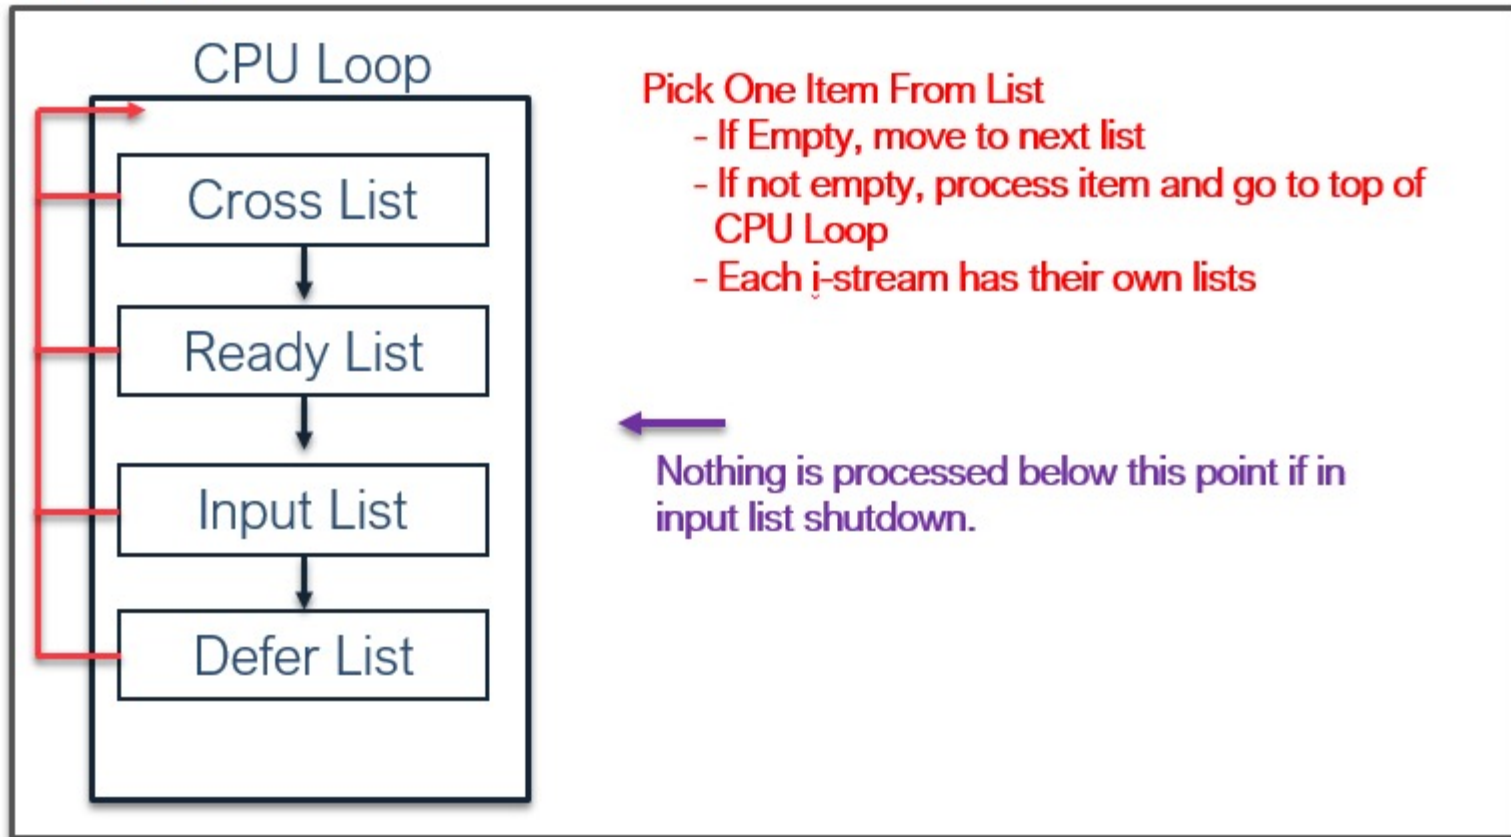 CPU Loop
Cross List
Ready List
Input List
Defer List
Pick One Item From List
- If Empty, move to next list
- If not empty, process item and go to top of
CPU Loop
- Each i-stream has their own lists
Nothing is processed below this point if in
input list shutdown.